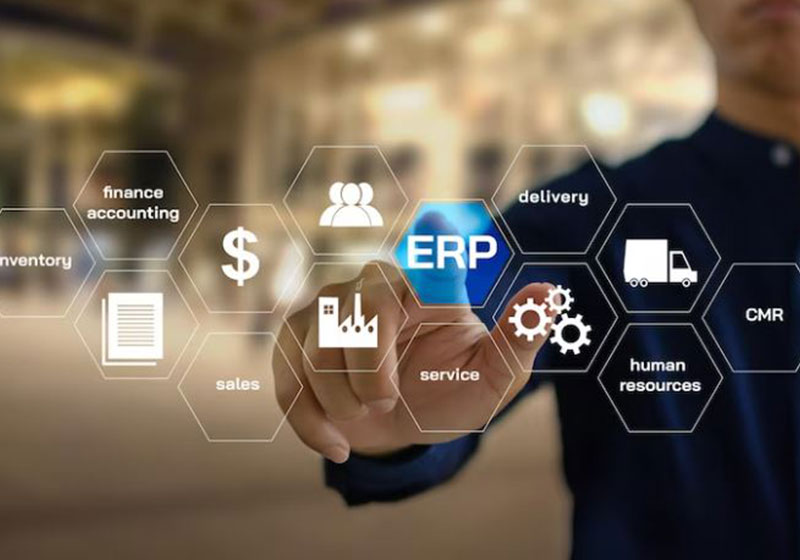 nventory
finance
accounting
$
sales
ERP
service
delivery
human
resources
CMR